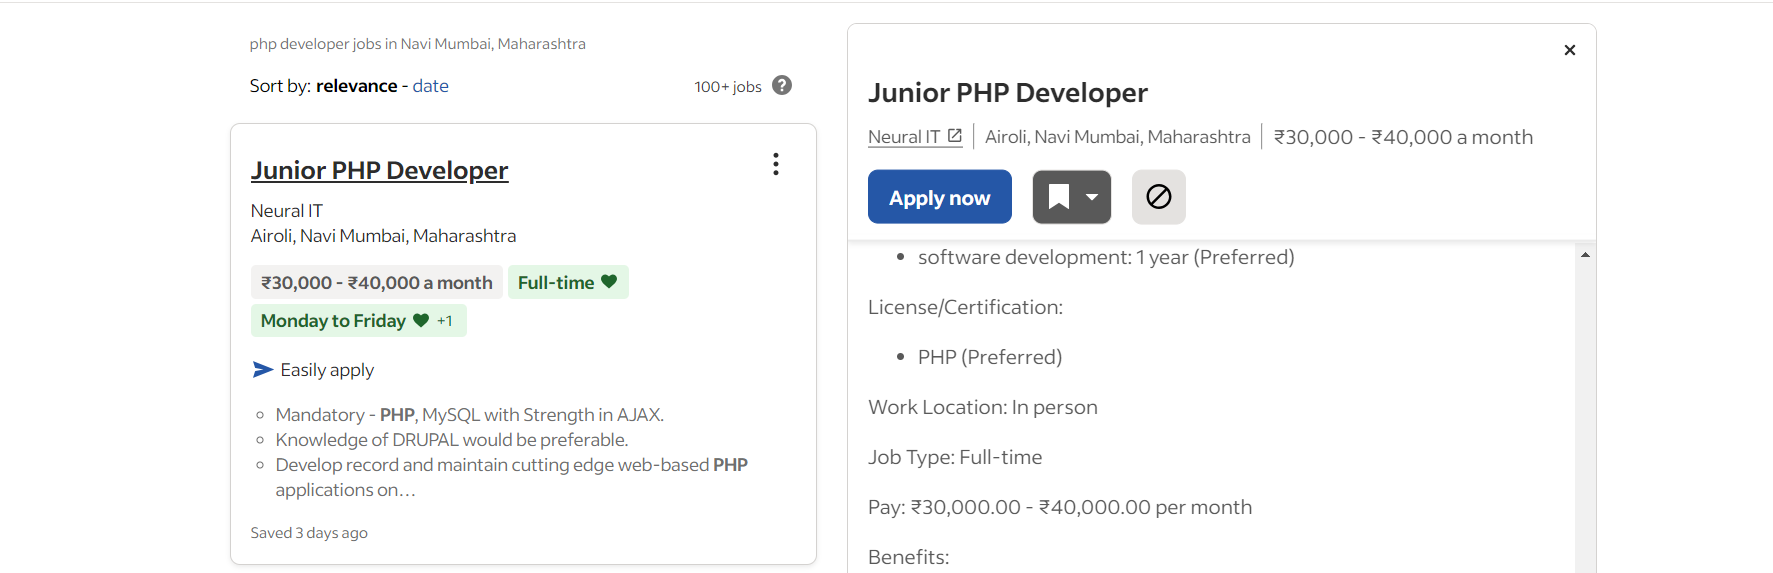 php developer jobs in Navi Mumbai, Maharashtra
Sort by: relevance - date
100+ jobs ?
Junior PHP Developer
Neural IT
Airoli, Navi Mumbai, Maharashtra
₹30,000 - ₹40,000 a month
Full-time
Monday to Friday +1
Easily apply
Mandatory - PHP, MySQL with Strength in AJAX.
Knowledge of DRUPAL would be preferable.
Develop record and maintain cutting edge web-based PHP
applications on…
Saved 3 days ago
Junior PHP Developer
Neural IT Airoli, Navi Mumbai, Maharashtra ₹30,000 - ₹40,000 a month
Apply now
software development: 1 year (Preferred)
License/Certification:
PHP (Preferred)
Work Location: In person
Job Type: Full-time
Pay: ₹30,000.00 - ₹40,000.00 per month
Benefits: